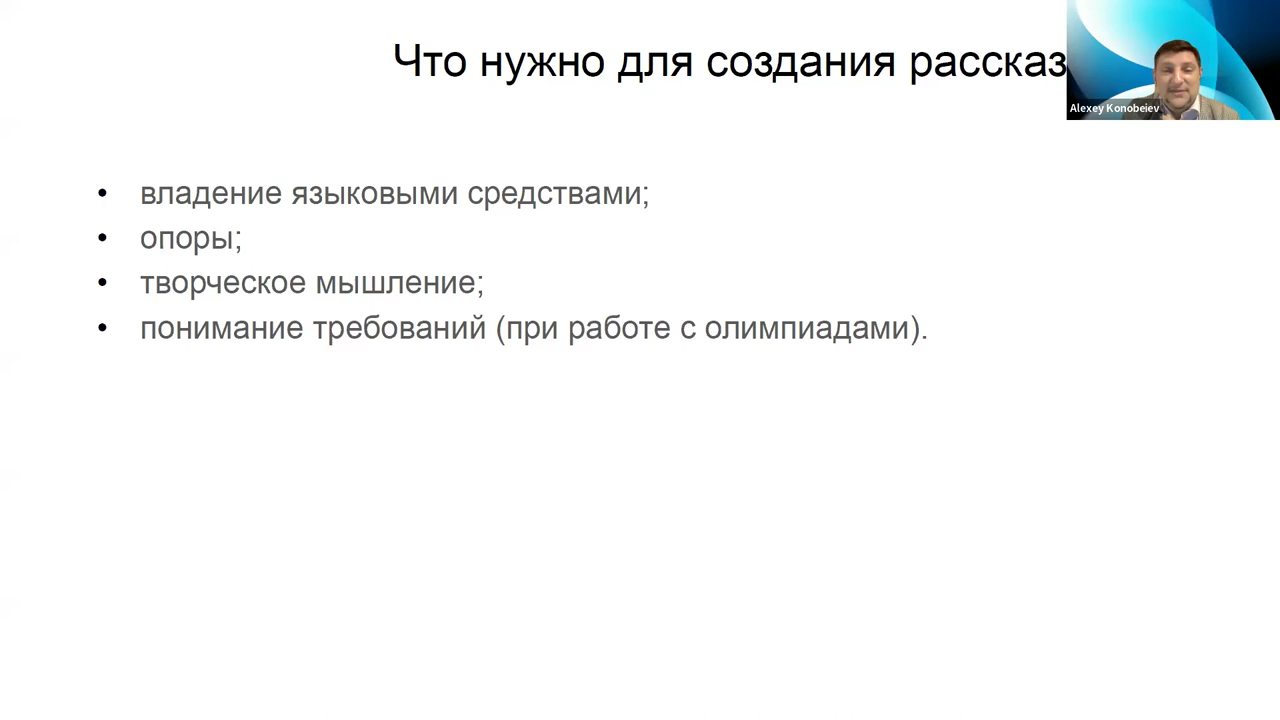 Что нужно для создания рассказ
Alexey Konobeiev
• владение языковыми средствами;
• опоры;
• творческое мышление;
• понимание требований (при работе с олимпиадами).